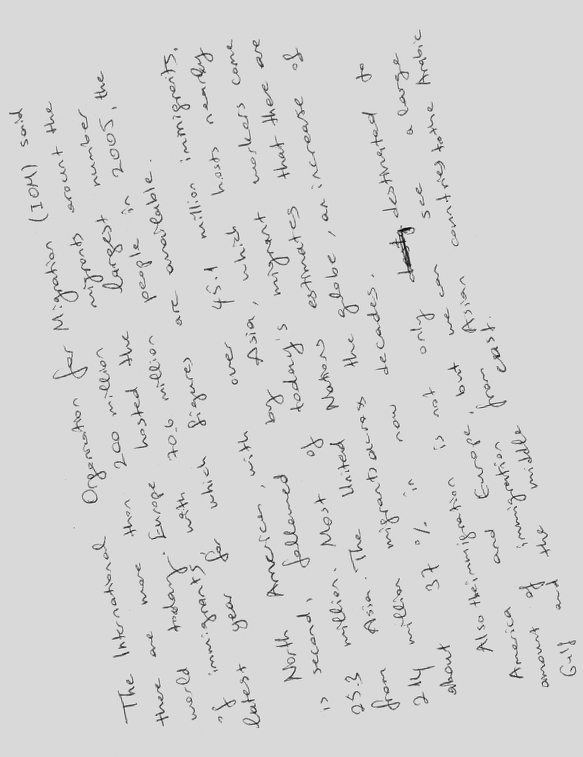 The International Organization for Migration (IOM) said
there are more than 200 million migrants arount the
world today. Europe hosted the largest number
of immigrants with 70.6 million people in 2005, the
latest year for which figures are available.
North American, with over 45.1 million immigrants,
is second, followed by Asia, which hosts nearly
25.3 million. Most of today's migrant workers come
from Asia. The United Nations estimates that there are
214 million migrants across the globe, an increase of
about 37 % in now decades.
Also their immigration is not only destinated to
America and Europe, but we can see a large
amount of immigration from Asian countries to the Arabic
Gulf and the middle east.